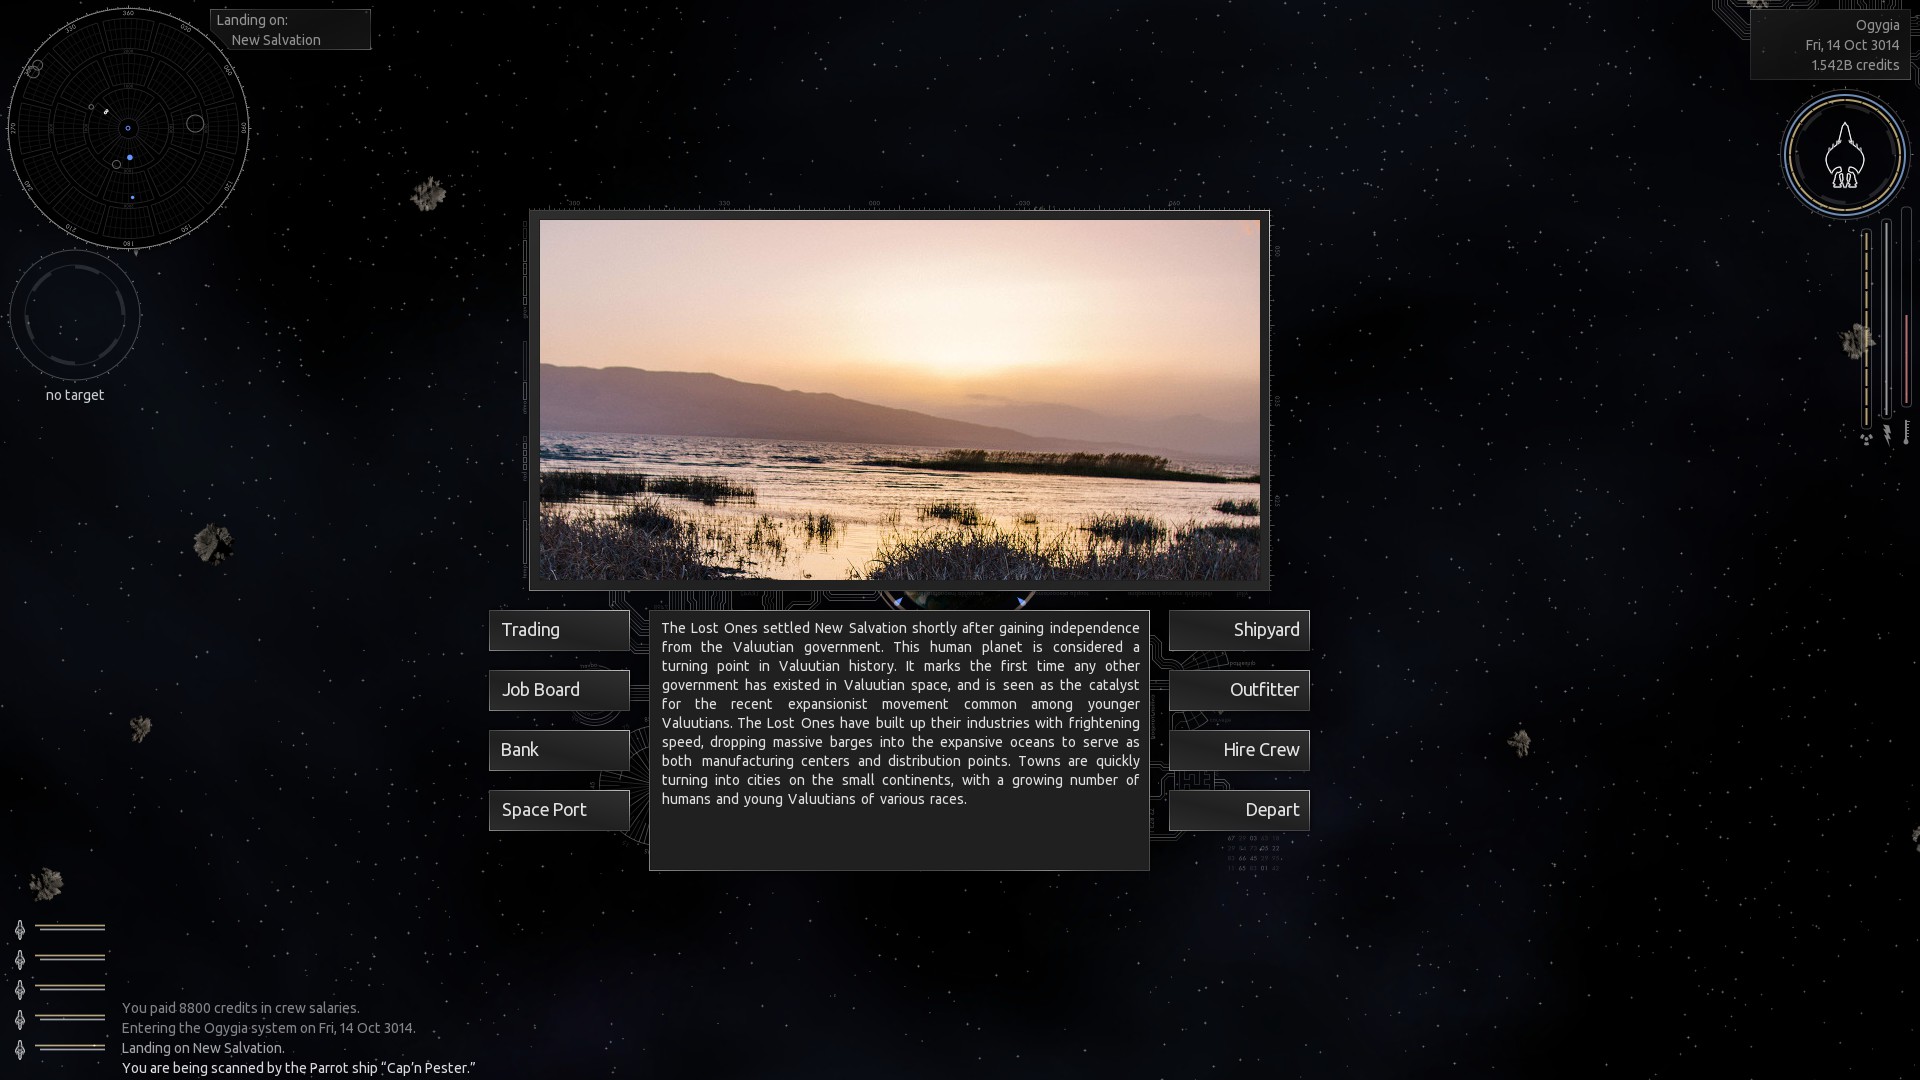 Landing on:
New Salvation
Ogygia
Fri, 14 Oct 3014
1.542B credits
no target
Trading
Job Board
Bank
Space Port
The Lost Ones settled New Salvation shortly after gaining independence
from the Valuutian government. This human planet is considered a
turning point in Valuutian history. It marks the first time any other
government has existed in Valuutian space, and is seen as the catalyst
for the recent expansionist movement common among younger
Valuutians. The Lost Ones have built up their industries with frightening
speed, dropping massive barges into the expansive oceans to serve as
both manufacturing centers and distribution points. Towns are quickly
turning into cities on the small continents, with a growing number of
humans and young Valuutians of various races.
Shipyard
Outfitter
Hire Crew
Depart
You paid 8800 credits in crew salaries.
Entering the Ogygia system on Fri, 14 Oct 3014.
Landing on New Salvation.
You are being scanned by the Parrot ship “Cap’n Pester.”